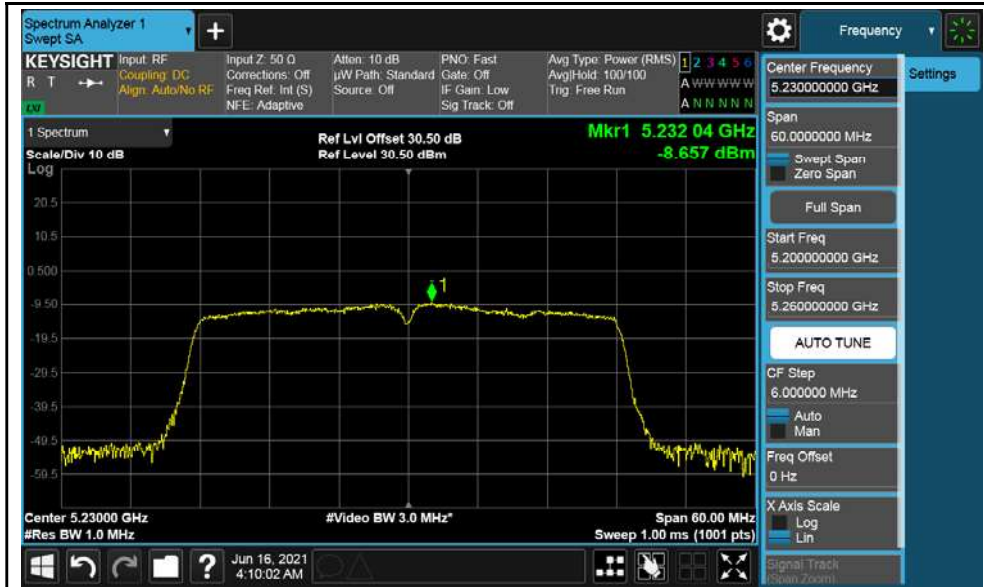 Spectrum Analyzer 1
Swept SA
+
Frequency
KEYSIGHT
R T
LXI
Input: RF
Coupling: DC
Align: Auto/No RF
Input Z: 50 Ω
Corrections: Off
Freq Ref: Int (S)
NFE: Adaptive
Atten: 10 dB
µW Path: Standard
Source: Off
PNO: Fast
Gate: Off
IF Gain: Low
Sig Track: Off
Avg Type: Power (RMS)
Avg|Hold: 100/100
Trig: Free Run
1 2 3 4 5 6
A W W W W W
A N N N N N
1 Spectrum
Scale/Div 10 dB
Log
Ref Lvl Offset 30.50 dB
Ref Level 30.50 dBm
Mkr1 5.232 04 GHz
-8.657 dBm
20.5
10.5
0.500
-9.50
-19.5
-29.5
-39.5
-49.5
-59.5
1
Center 5.23000 GHz
#Res BW 1.0 MHz
#Video BW 3.0 MHz*
Span 60.00 MHz
Sweep 1.00 ms (1001 pts)
Center Frequency
5.230000000 GHz
Settings
Span
60.0000000 MHz
Swept Span
Zero Span
Full Span
Start Freq
5.200000000 GHz
Stop Freq
5.260000000 GHz
AUTO TUNE
CF Step
6.000000 MHz
Auto
Man
Freq Offset
0 Hz
X Axis Scale
Log
Lin
Signal Track
(Span Zoom)
?
Jun 16, 2021
4:10:02 AM